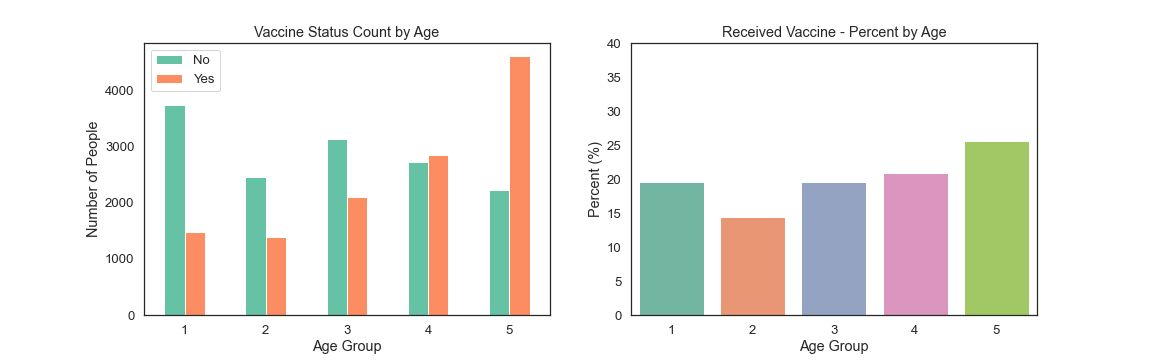 Vaccine Status Count by Age
No
Yes
4000
3000
2000
1000
0
Number of People
1 2 3 4 5
Age Group
Received Vaccine - Percent by Age
40
35
30
25
20
15
10
5
0
Percent (%)
1 2 3 4 5
Age Group